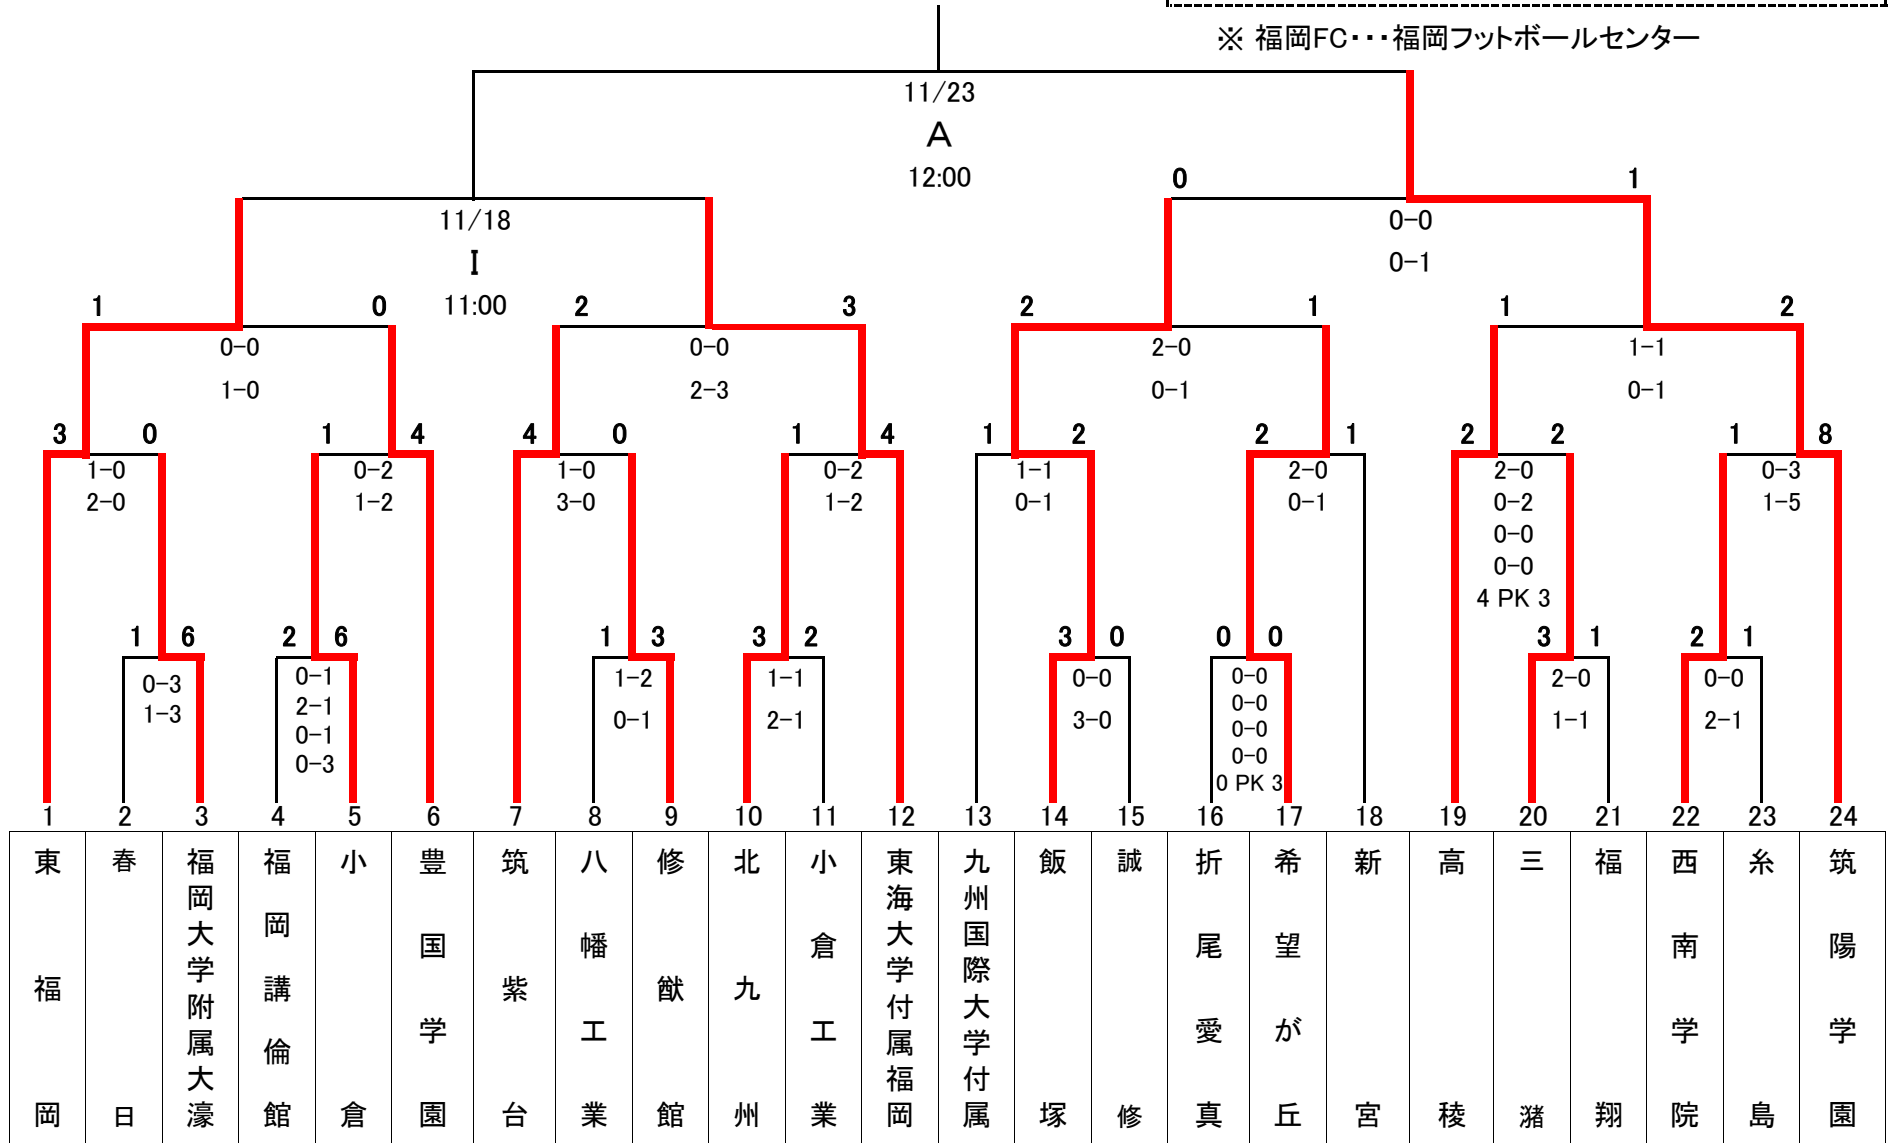 ※ 福岡FC・・・福岡フットボールセンター
11/23
A
12:00
0 1
11/18 0-0
I 0-1
11:00
1 0 2 3 2 1 1 2
0-0 0-0 2-0 1-1
1-0 2-3 0-1 0-1
3 0 1 4 4 0 1 4 1 2 2 1 2 2 1 8
1-0 0-2 1-0 0-2 1-1 2-0 2-0 0-3
2-0 1-2 3-0 1-2 0-1 0-1 0-2 1-5
0-0
0-0
4 PK 3
1 6 2 6 1 3 3 2 3 0 0 0 3 1 2 1
0-3 0-1 1-2 1-1 0-0 0-0 2-0 0-0
1-3 2-1 0-1 2-1 3-0 0-0 1-1 2-1
0-1 0-0
0-3 0-0
0 PK 3
1 2 3 4 5 6 7 8 9 10 11 12 13 14 15 16 17 18 19 20 21 22 23 24
東福岡
春日
福岡大学附属大濠
福岡講倫館
小倉
豊国学園
筑紫台
八幡工業
修猷館
北九州
小倉工業
東海大学付属福岡
九州国際大学付属
飯塚
誠修
折尾愛真
希望が丘
新宮
高稜
三潴
福翔
西南学院
糸島
筑陽学園